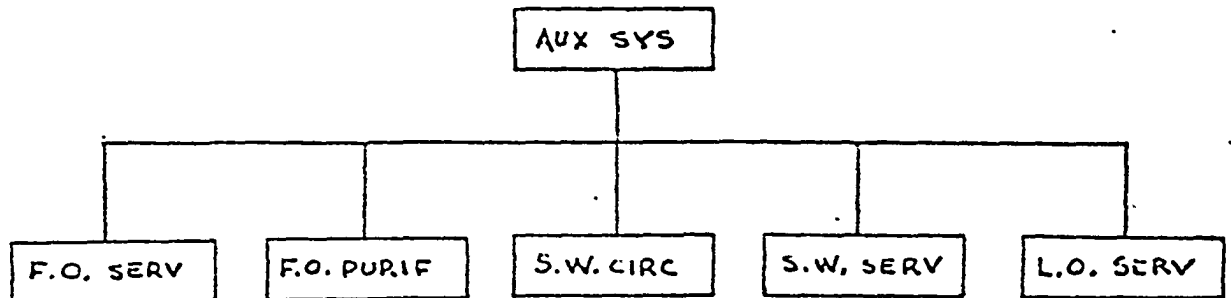 AUX SYS
F.O. SERV
F.O. PURIF
S.W. CIRC
S.W. SERV
L.O. SERV